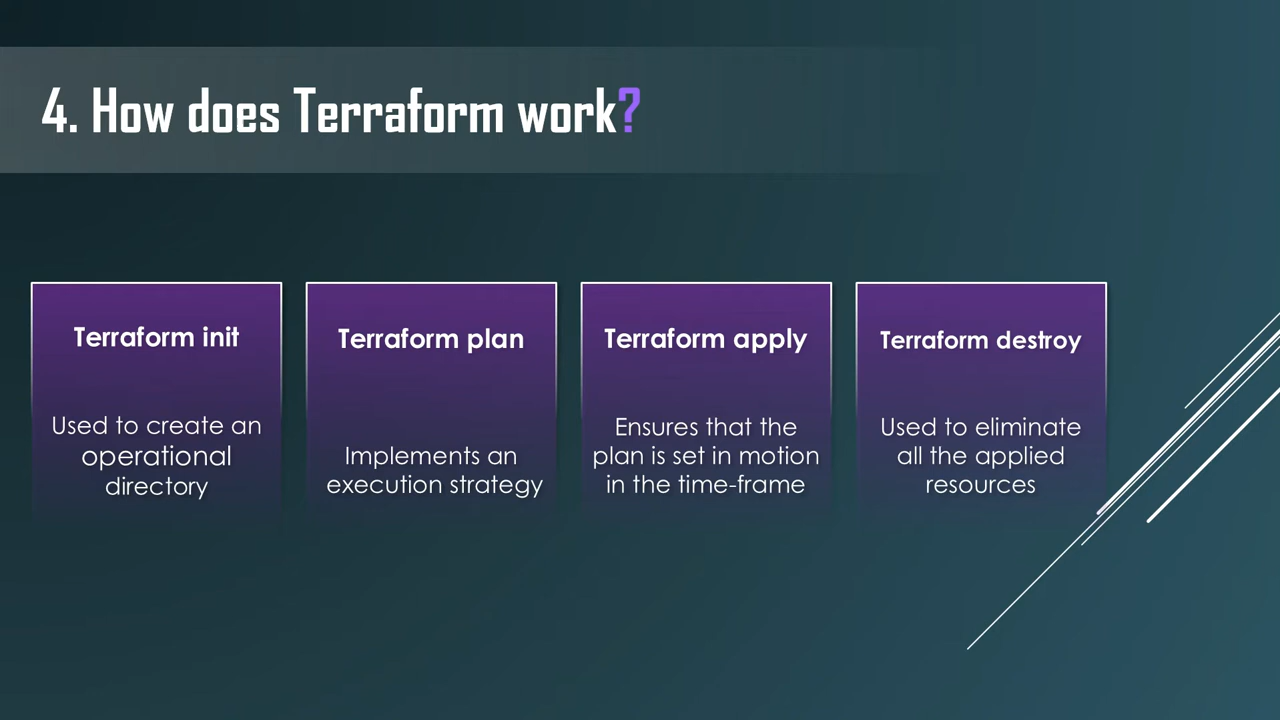 4. How does Terraform work?
Terraform init
Used to create an
operational
directory
Terraform plan
Implements an
execution strategy
Terraform apply
Ensures that the
plan is set in motion
in the time-frame
Terraform destroy
Used to eliminate
all the applied
resources